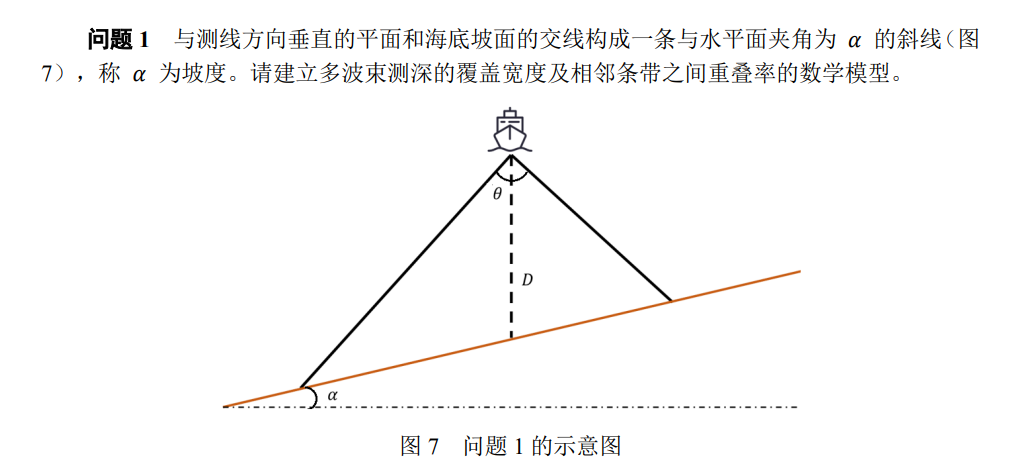 问题 1 与测线方向垂直的平面和海底坡面的交线构成一条与水平面夹角为 α 的斜线(图
7),称 α 为坡度。请建立多波束测深的覆盖宽度及相邻条带之间重叠率的数学模型。
θ
D
α
图 7 问题 1 的示意图